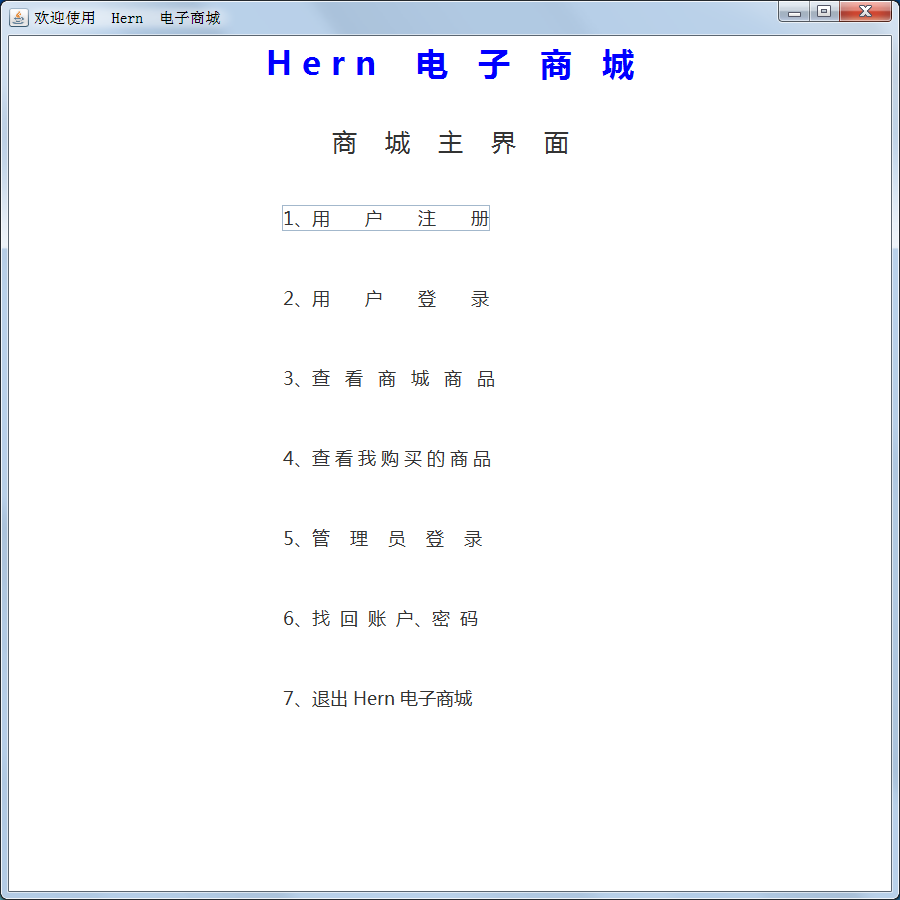 欢迎使用 Hern 电子商城
Hern 电 子 商 城
商 城 主 界 面
1、用 户 注 册
2、用 户 登 录
3、查 看 商 城 商 品
4、查 看 我 购 买 的 商 品
5、管 理 员 登 录
6、找 回 账 户、密 码
7、退出 Hern 电子商城